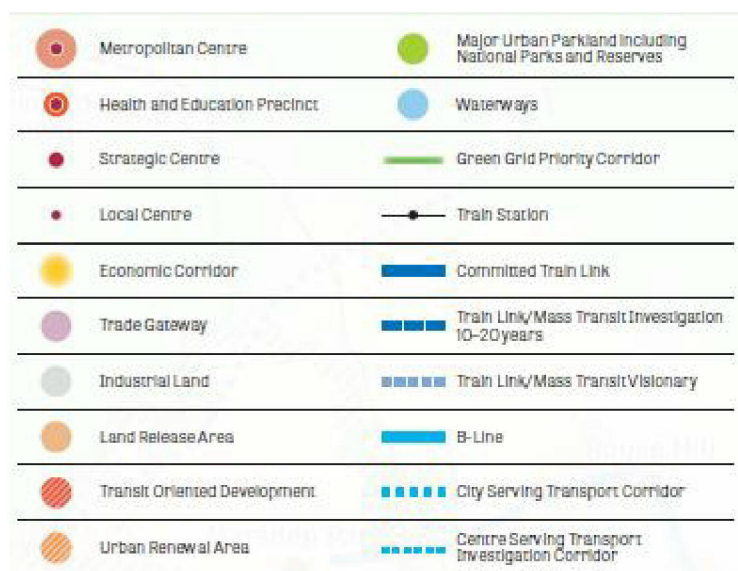 Metropolitan Centre
Major Urban Parkland Including
National Parks and Reserves
Health and Education Precinct
Waterways
Strategic Centre
Green Grid Priority Corridor
Local Centre
Train Station
Economic Corridor
Committed Train Link
Trade Gateway
Train Link/Mass Transit Investigation
10–20 years
Industrial Land
Train Link/Mass Transit Visionary
Land Release Area
B-Line
Transit Oriented Development
City Serving Transport Corridor
Urban Renewal Area
Centre Serving Transport
Investigation Corridor